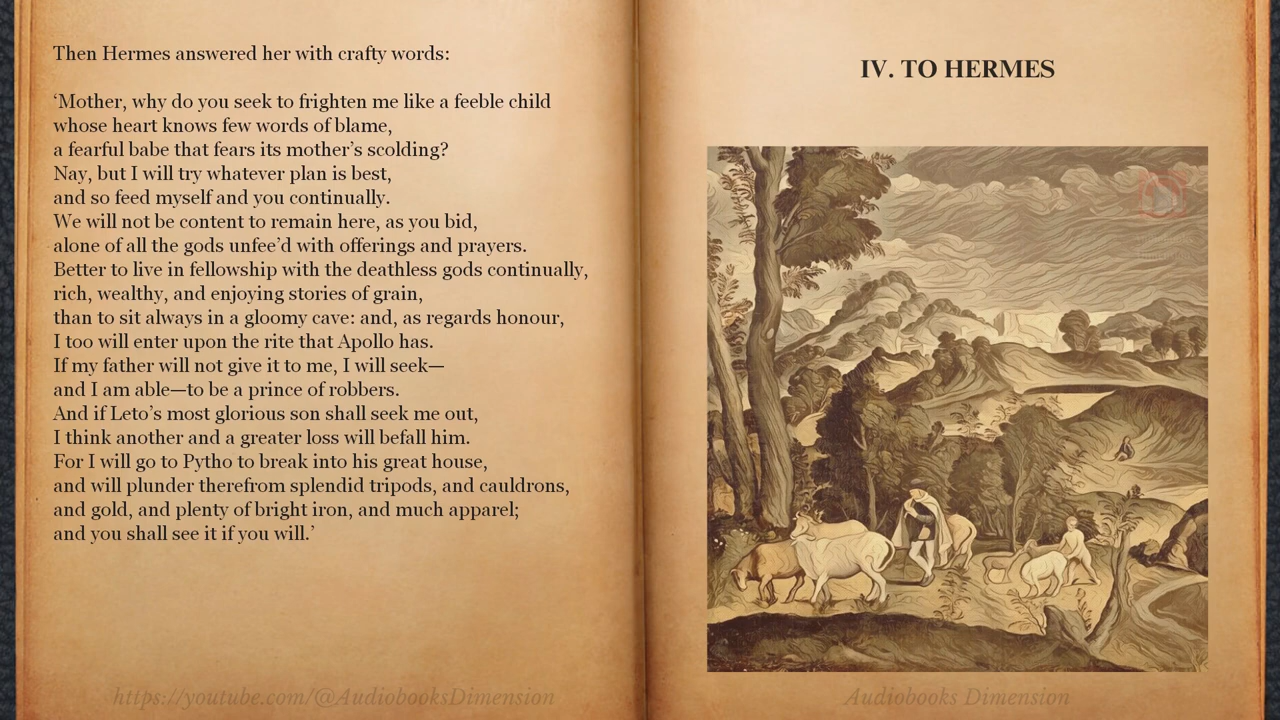 Then Hermes answered her with crafty words:
‘Mother, why do you seek to frighten me like a feeble child
whose heart knows few words of blame,
a fearful babe that fears its mother’s scolding?
Nay, but I will try whatever plan is best,
and so feed myself and you continually.
We will not be content to remain here, as you bid,
alone of all the gods unfee’d with offerings and prayers.
Better to live in fellowship with the deathless gods continually,
rich, wealthy, and enjoying stories of grain,
than to sit always in a gloomy cave: and, as regards honour,
I too will enter upon the rite that Apollo has.
If my father will not give it to me, I will seek—
and I am able—to be a prince of robbers.
And if Leto’s most glorious son shall seek me out,
I think another and a greater loss will befall him.
For I will go to Pytho to break into his great house,
and will plunder therefrom splendid tripods, and cauldrons,
and gold, and plenty of bright iron, and much apparel;
and you shall see it if you will.’
https://youtube.com/@AudiobooksDimension
IV. TO HERMES
Audiobooks Dimension